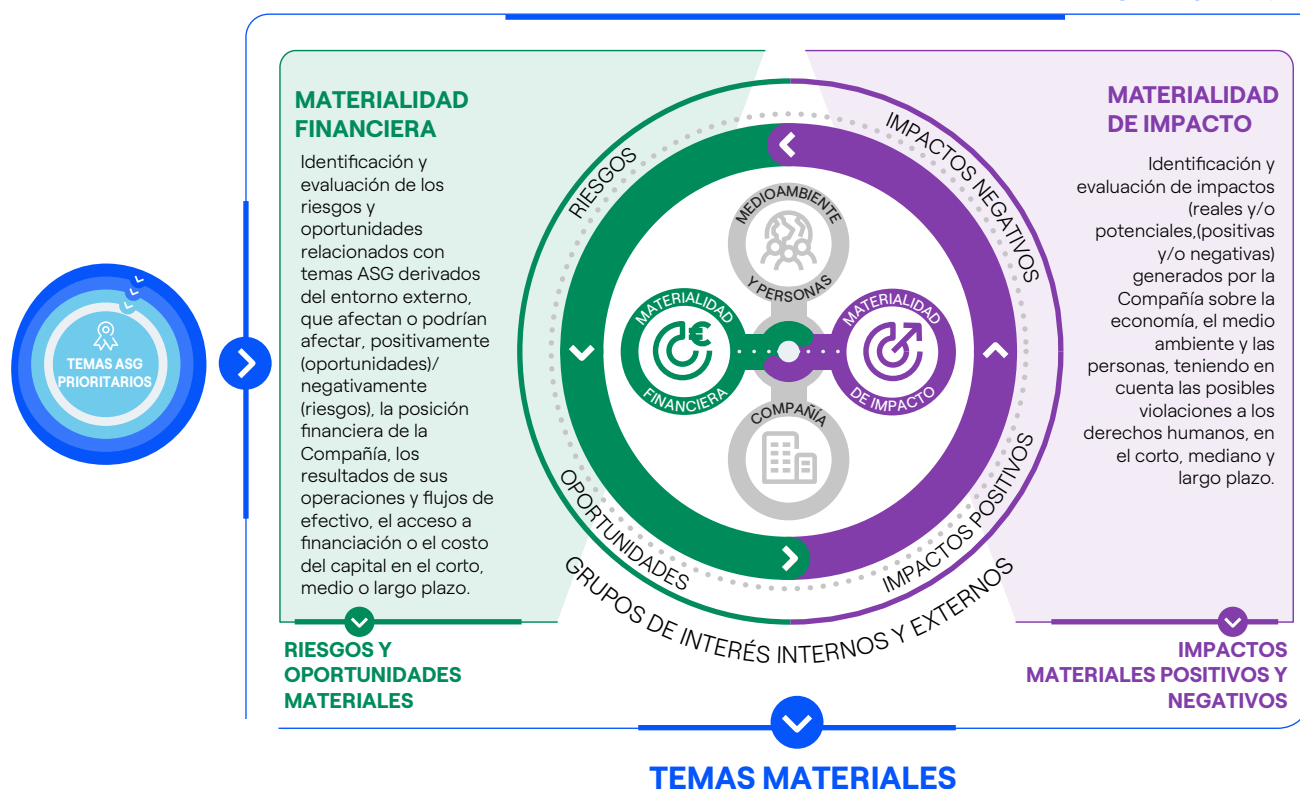 TEMAS ASG
PRIORITARIOS
MATERIALIDAD
FINANCIERA
Identificación y
evaluación de los
riesgos y
oportunidades
relacionados con
temas ASG derivados
del entorno externo,
que afectan o podrían
afectar, positivamente
(oportunidades)/
negativamente
(riesgos), la posición
financiera de la
Compañía, los
resultados de sus
operaciones y flujos de
efectivo, el acceso a
financiación o el costo
del capital en el corto,
medio o largo plazo.
RIESGOS Y
OPORTUNIDADES
MATERIALES
RIESGOS
OPORTUNIDADES
IMPACTOS NEGATIVOS
IMPACTOS POSITIVOS
MEDIOAMBIENTE
Y PERSONAS
MATERIALIDAD
FINANCIERA
€
MATERIALIDAD
DE IMPACTO
COMPAÑÍA
GRUPOS DE INTERÉS INTERNOS Y EXTERNOS
MATERIALIDAD
DE IMPACTO
Identificación y
evaluación de impactos
(reales y/o
potenciales,(positivas
y/o negativas)
generados por la
Compañía sobre la
economía, el medio
ambiente y las
personas, teniendo en
cuenta las posibles
violaciones a los
derechos humanos, en
el corto, mediano y
largo plazo.
IMPACTOS
MATERIALES POSITIVOS Y
NEGATIVOS
TEMAS MATERIALES